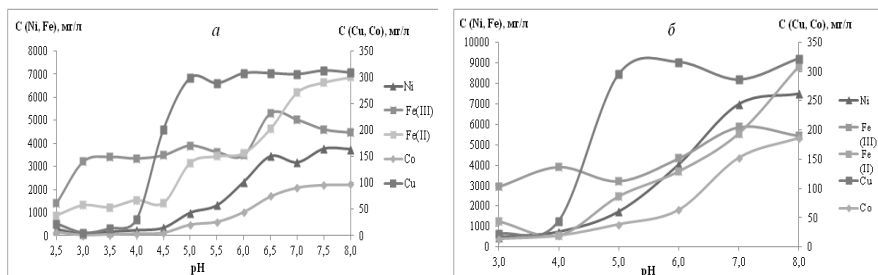 C (Ni, Fe), мг/л
а
C (Cu, Co), мг/л
8000
7000
6000
5000
4000
3000
2000
1000
0
350
300
250
200
150
100
50
0
2,5 3,0 3,5 4,0 4,5 5,0 5,5 6,0 6,5 7,0 7,5 8,0
pH
Ni
Fe(III)
Fe(II)
Co
Cu
C (Ni, Fe), мг/л
б
C (Cu, Co), мг/л
10000
9000
8000
7000
6000
5000
4000
3000
2000
1000
0
350
300
250
200
150
100
50
0
3,0 4,0 5,0 6,0 7,0 8,0
pH
Ni
Fe
(III)
Fe
(II)
Cu
Co